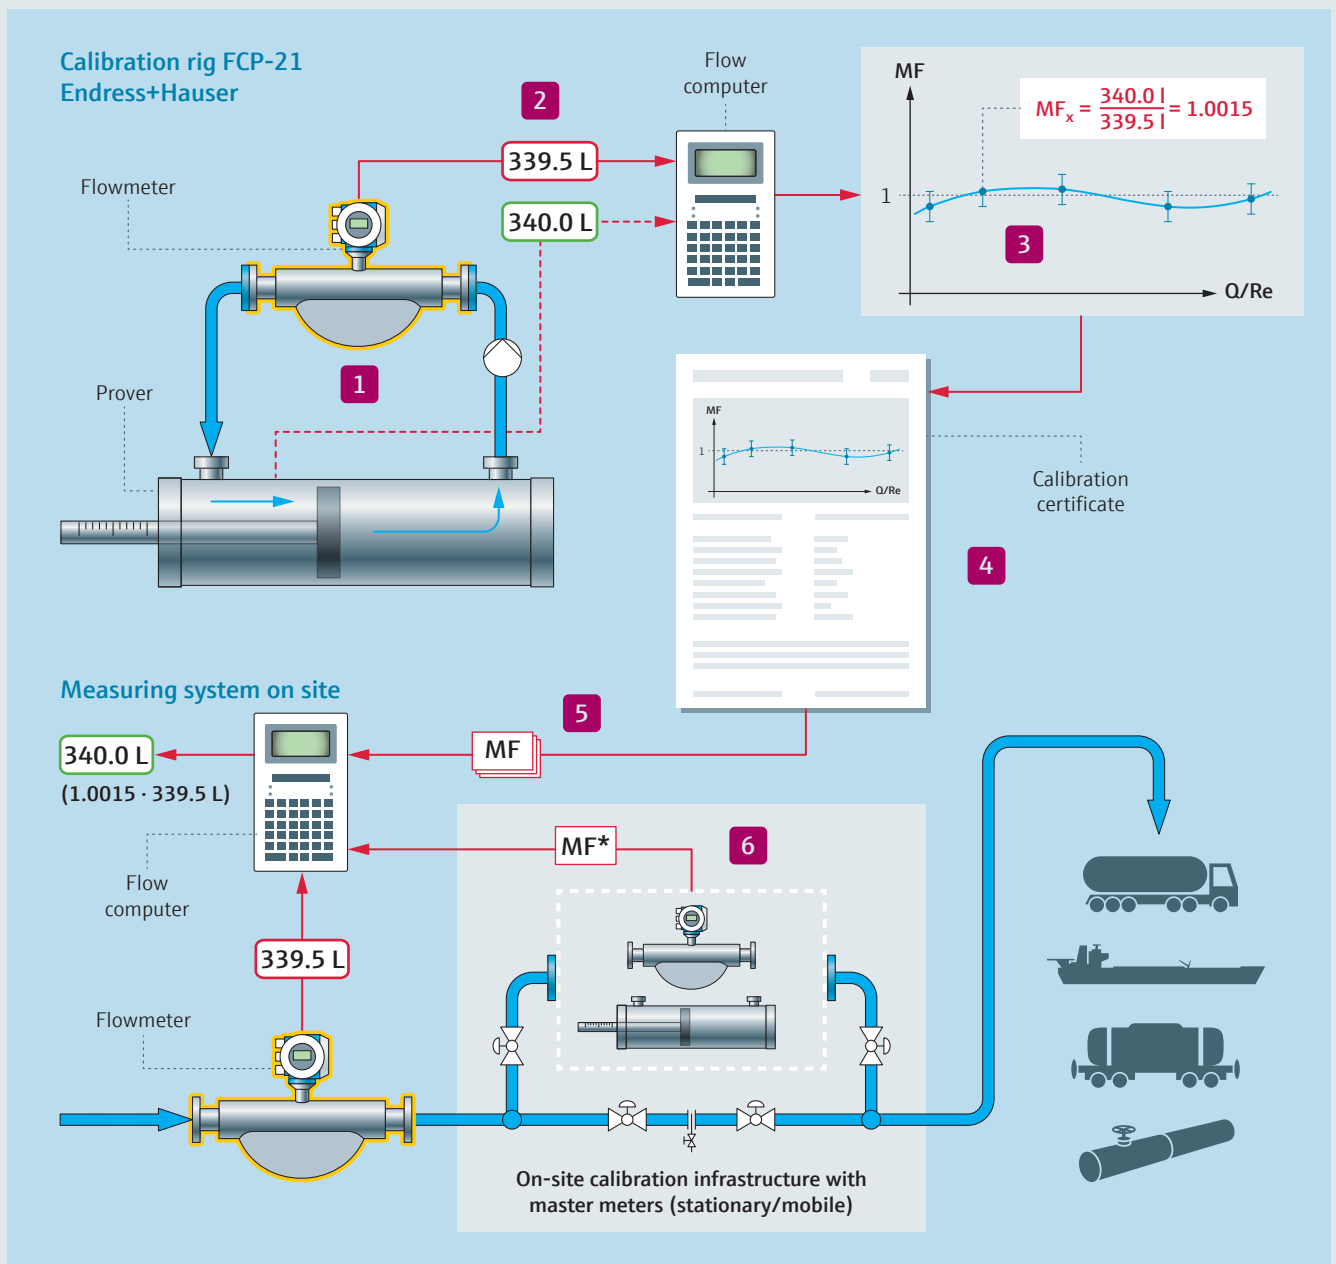 Calibration rig FCP-21
Endress+Hauser
Flow
computer
2
339.5 L
340.0 L
Flowmeter
1
Prover
MF
MFₓ = 340.0 l / 339.5 l = 1.0015
1
3
Q/Re
MF
1
Q/Re
Calibration
certificate
4
Measuring system on site
5
340.0 L
MF
(1.0015 · 339.5 L)
MF*
6
Flow
computer
339.5 L
Flowmeter
On-site calibration infrastructure with
master meters (stationary/mobile)